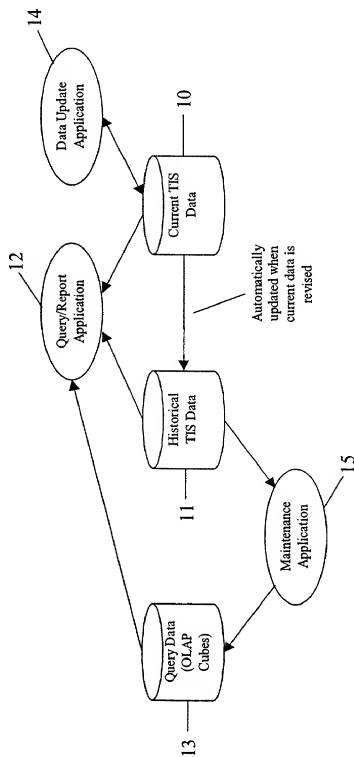 14
Data Update
Application
12
Query/Report
Application
10
Current TIS
Data
Automatically
updated when
current data is
revised
Historical
TIS Data
11
Maintenance
Application
15
Query Data
(OLAP
Cubes)
13